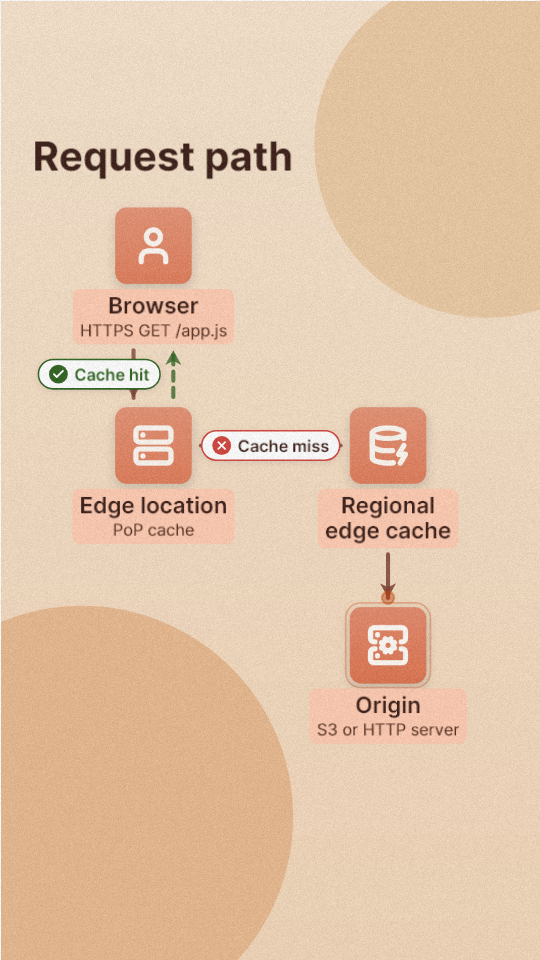 Request path
Browser
HTTPS GET /app.js
Cache hit
Cache miss
Edge location
PoP cache
Regional
edge cache
Origin
S3 or HTTP server